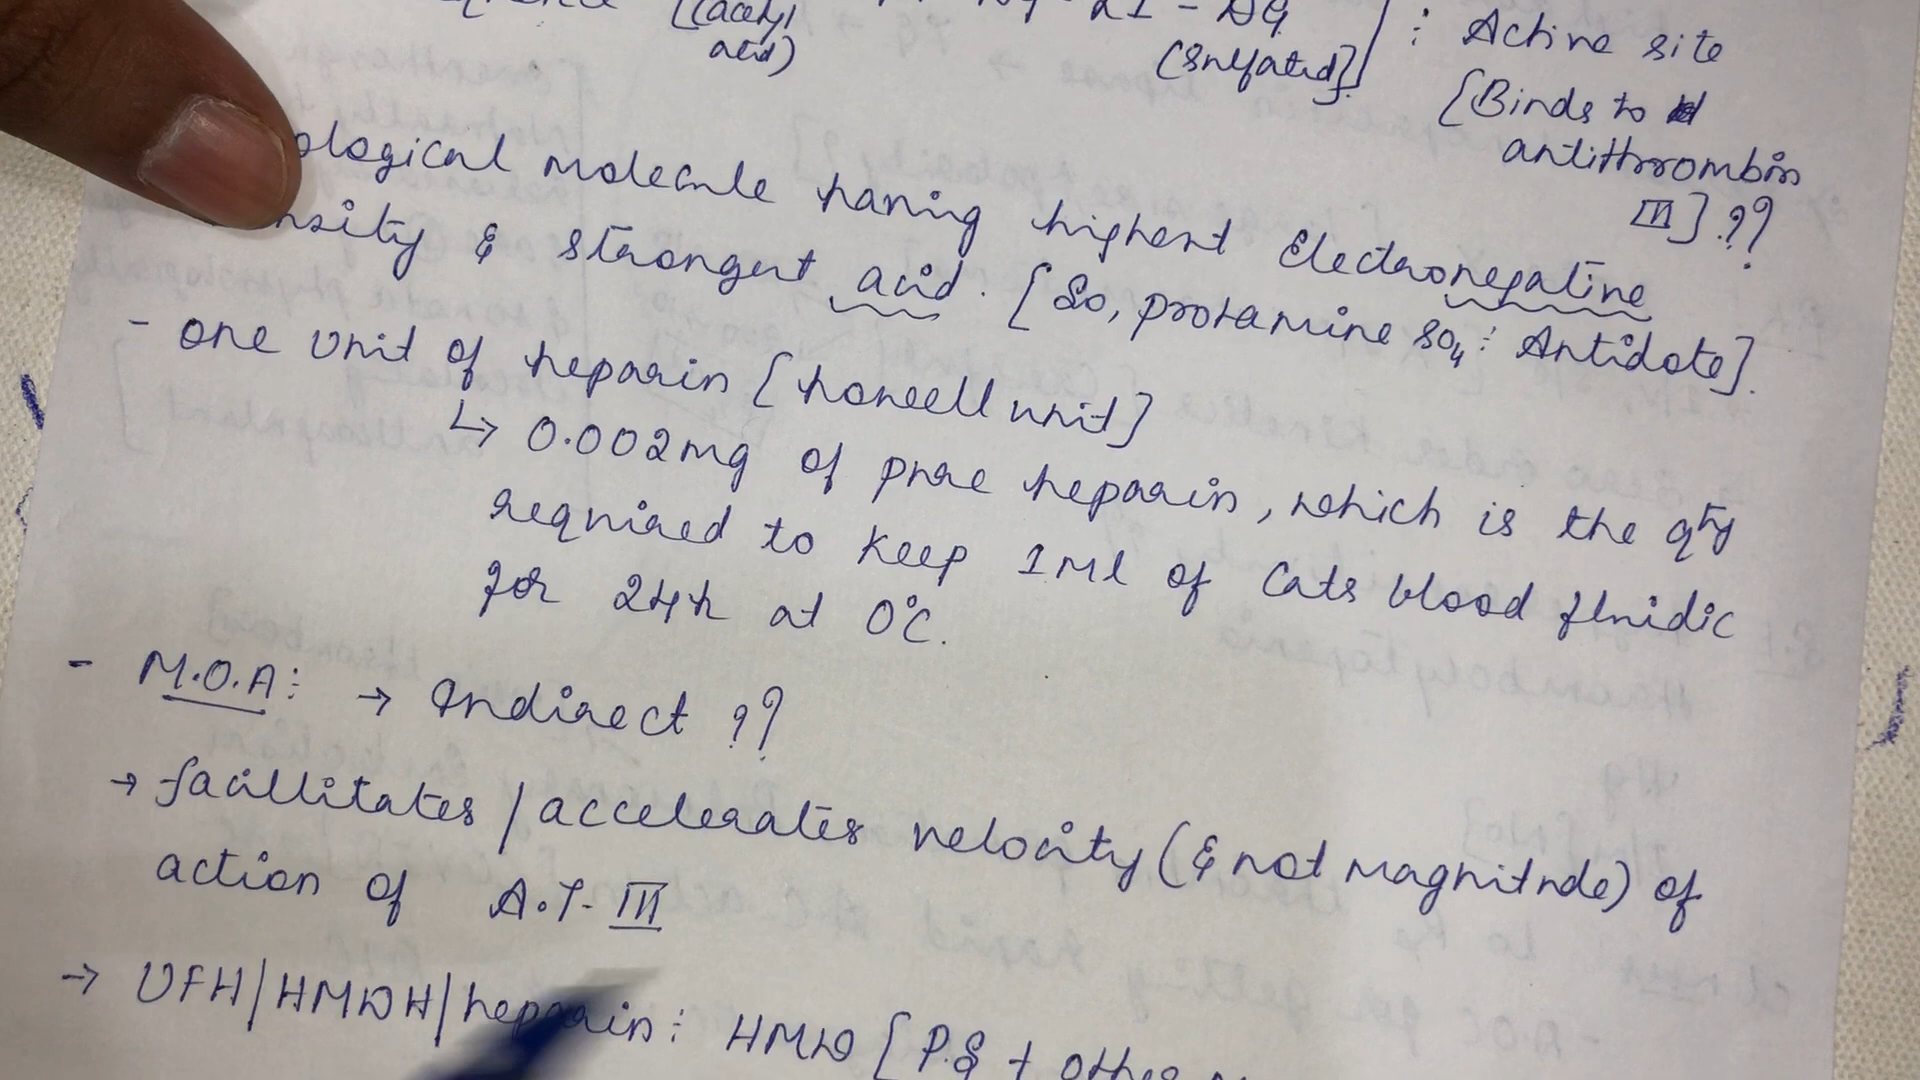 [(acetyl
acid) (Sulfated)] : Active site
[Binds to
antithrombin
III] ??
ological molecule having highest Electronegative
nsity & strongest acid. [So, protamine SO4 : Antidote].
- one unit of heparin [howell unit]
↳ 0.002mg of pure heparin, which is the qty
required to keep 1ml of Cats blood fluidic
for 24h at 0°C.
- M.O.A: → Indirect ??
→ facillitates / accelerates velocity (& not magnitude) of
action of A.T-III
→ UFH/HMWH/heparin: HMW [P.S + other